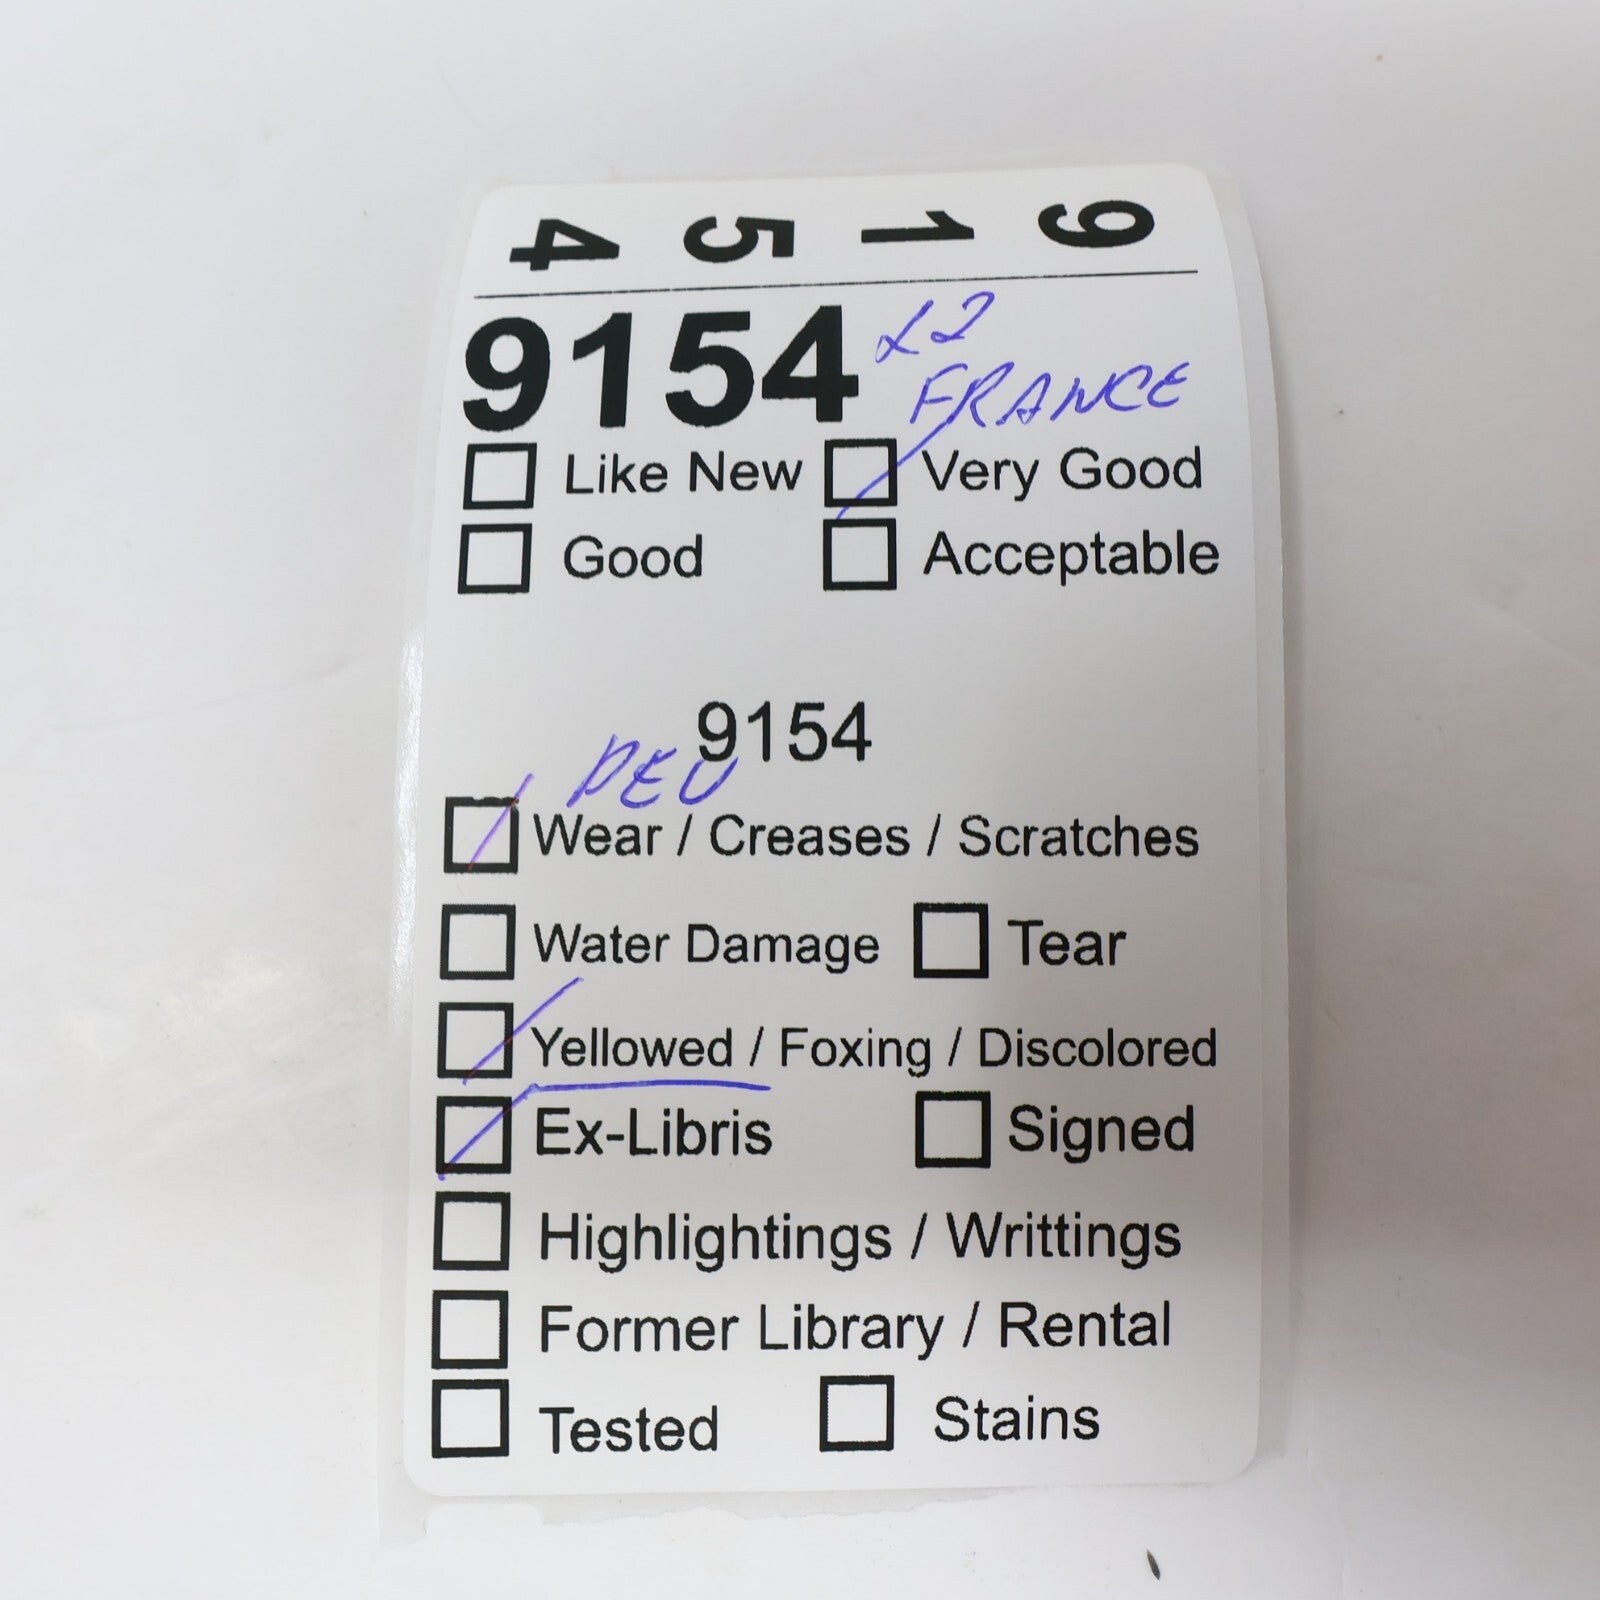 9 1 5 4
9154 x2
FRANCE
Like New Very Good
Good Acceptable
9154
PEU
Wear / Creases / Scratches
Water Damage Tear
Yellowed / Foxing / Discolored
Ex-Libris Signed
Highlightings / Writtings
Former Library / Rental
Tested Stains